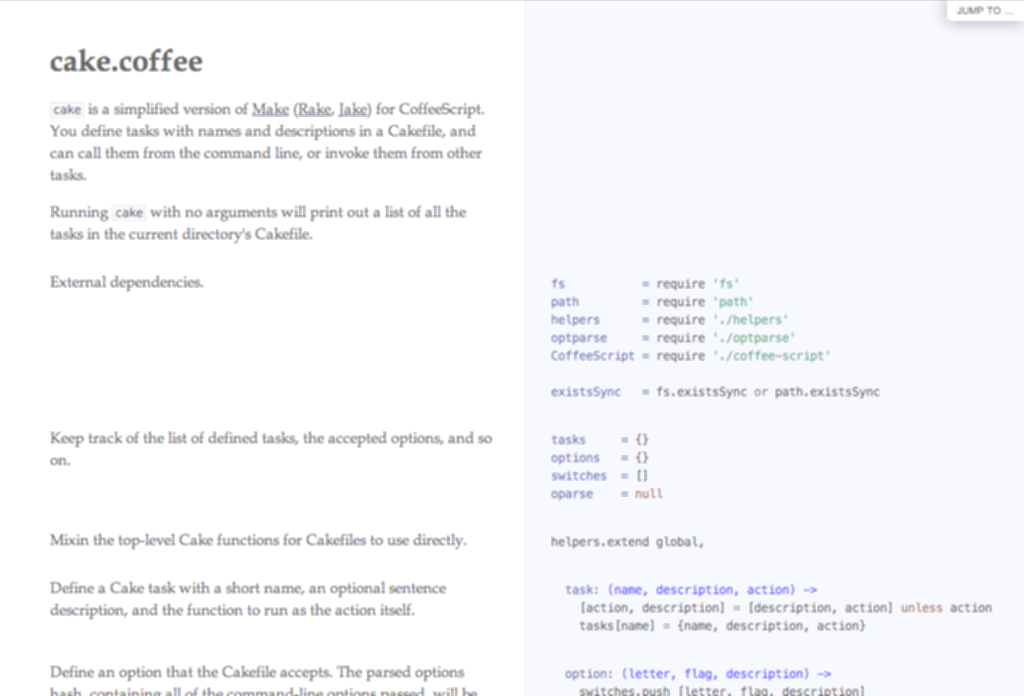 JUMP TO ...
cake.coffee
cake is a simplified version of Make (Rake, Jake) for CoffeeScript.
You define tasks with names and descriptions in a Cakefile, and
can call them from the command line, or invoke them from other
tasks.
Running cake with no arguments will print out a list of all the
tasks in the current directory's Cakefile.
External dependencies.
fs           = require 'fs'
path         = require 'path'
helpers      = require './helpers'
optparse     = require './optparse'
CoffeeScript = require './coffee-script'
existsSync   = fs.existsSync or path.existsSync
Keep track of the list of defined tasks, the accepted options, and so
on.
tasks     = {}
options   = {}
switches  = []
oparse    = null
Mixin the top-level Cake functions for Cakefiles to use directly.
helpers.extend global,
Define a Cake task with a short name, an optional sentence
description, and the function to run as the action itself.
task: (name, description, action) ->
[action, description] = [description, action] unless action
tasks[name] = {name, description, action}
Define an option that the Cakefile accepts. The parsed options
hash, containing all of the command-line options passed, will be
option: (letter, flag, description) ->
switches.push [letter, flag, description]